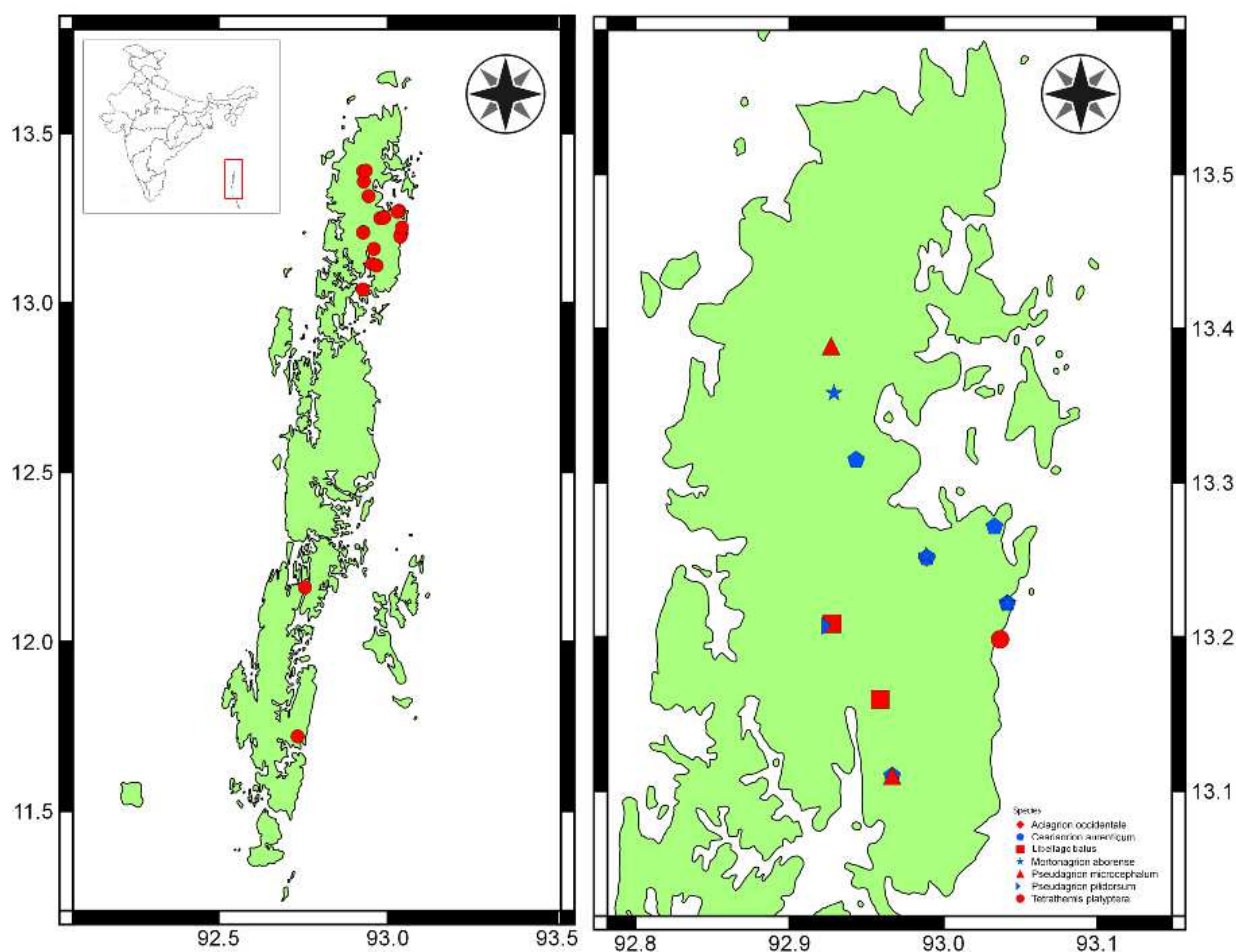 13.5
13.0
12.5
12.0
11.5
92.5
93.0
93.5
13.5
13.4
13.3
13.2
13.1
92.8
92.9
93.0
93.1
Species
Aciagrion occidentale
Libellago balus
Mortonagrion aborense
Pseudagrion microcephalum
Pseudagrion pilidorsum
Tetrathemis platyptera